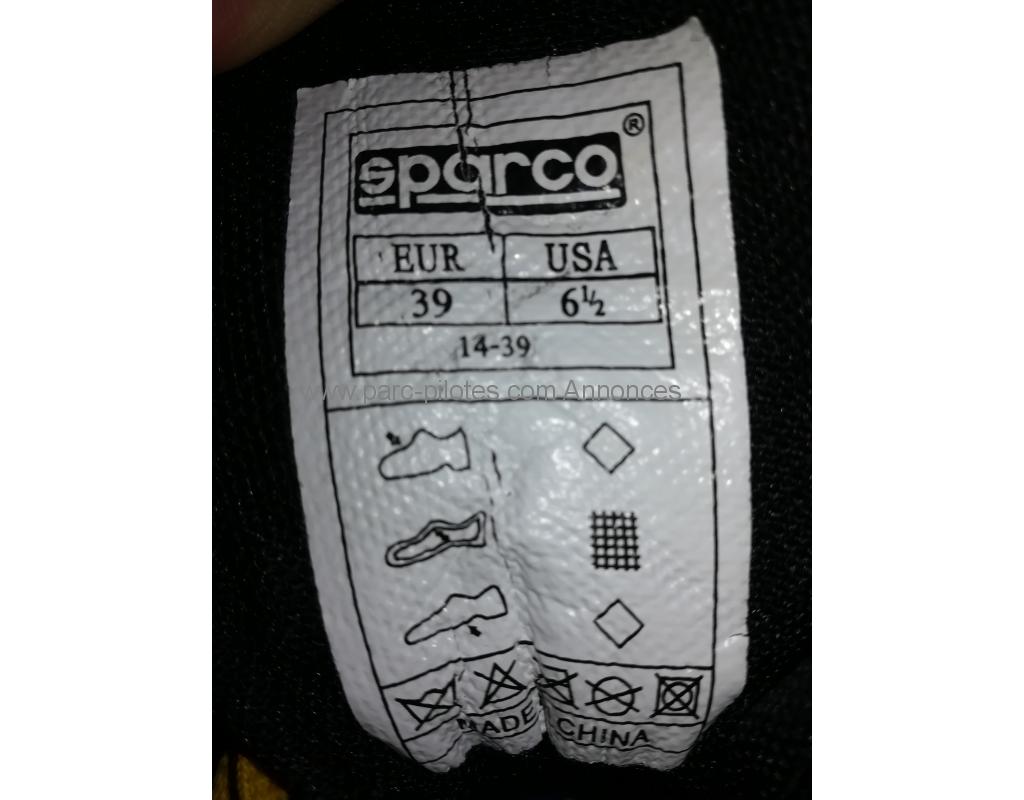 sparco®
EUR USA
39 6½
14-39
www.parc-pilotes.com Annonces
MADE CHINA